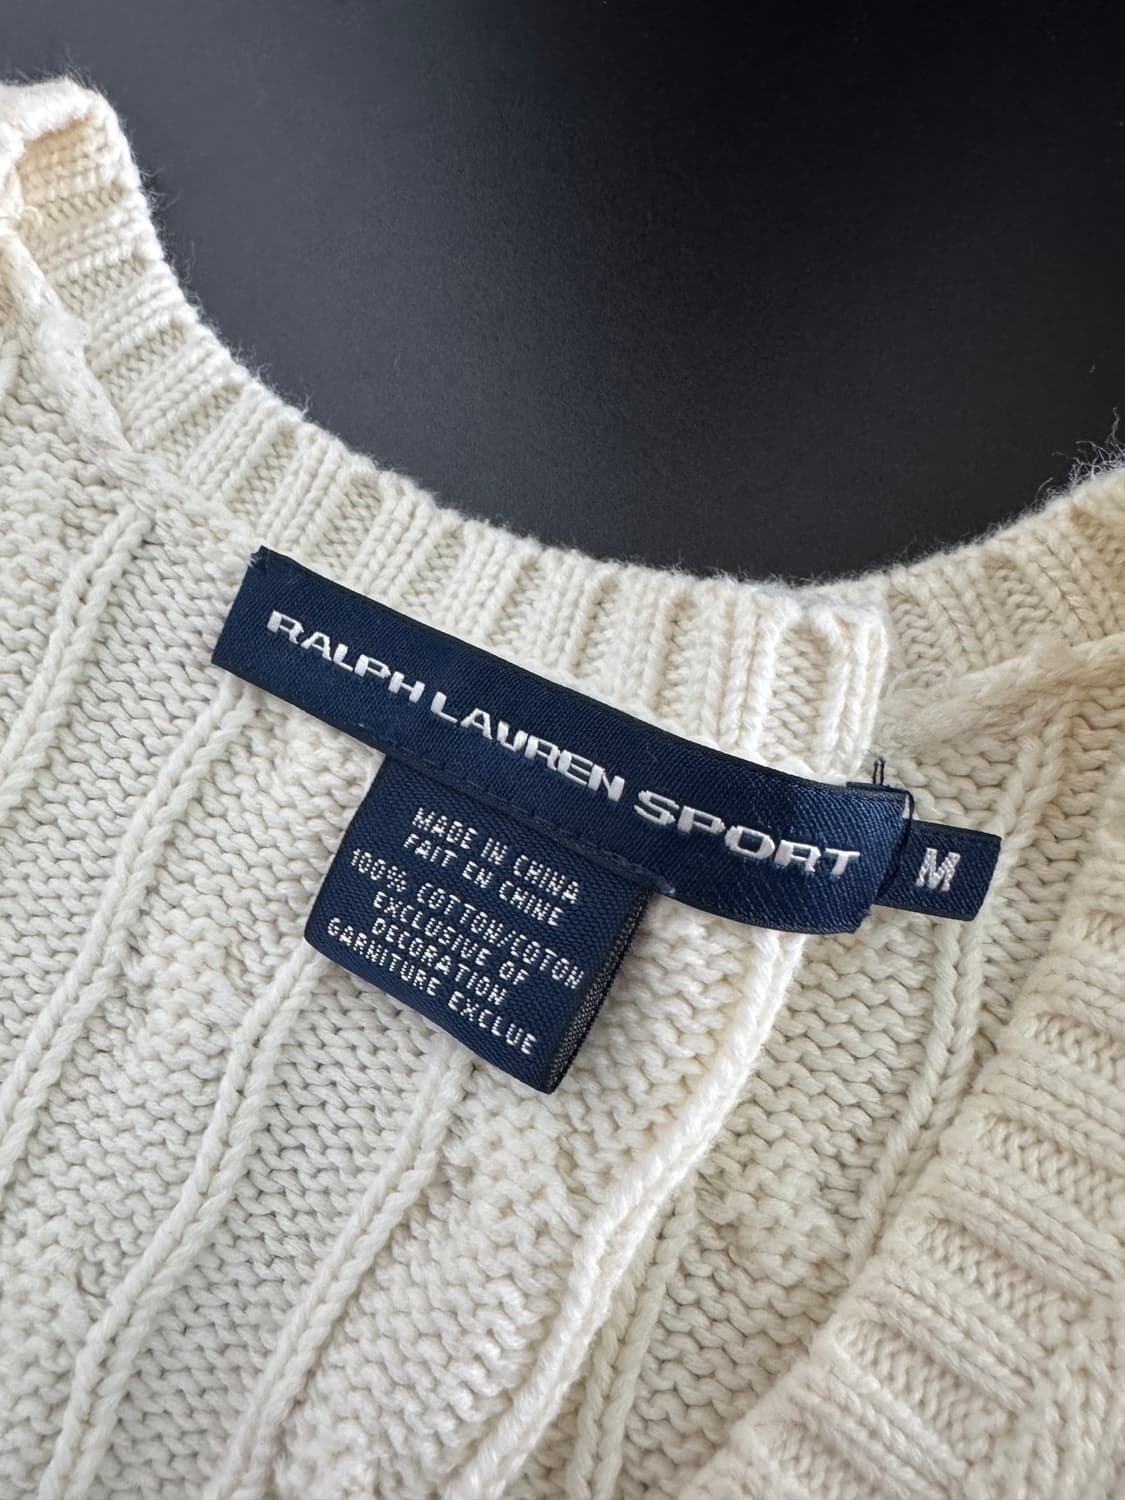 RALPH LAUREN SPORT
M
MADE IN CHINA
FAIT EN CHINE
100% COTTON/COTON
EXCLUSIVE OF
DECORATION
GARNITURE EXCLUE